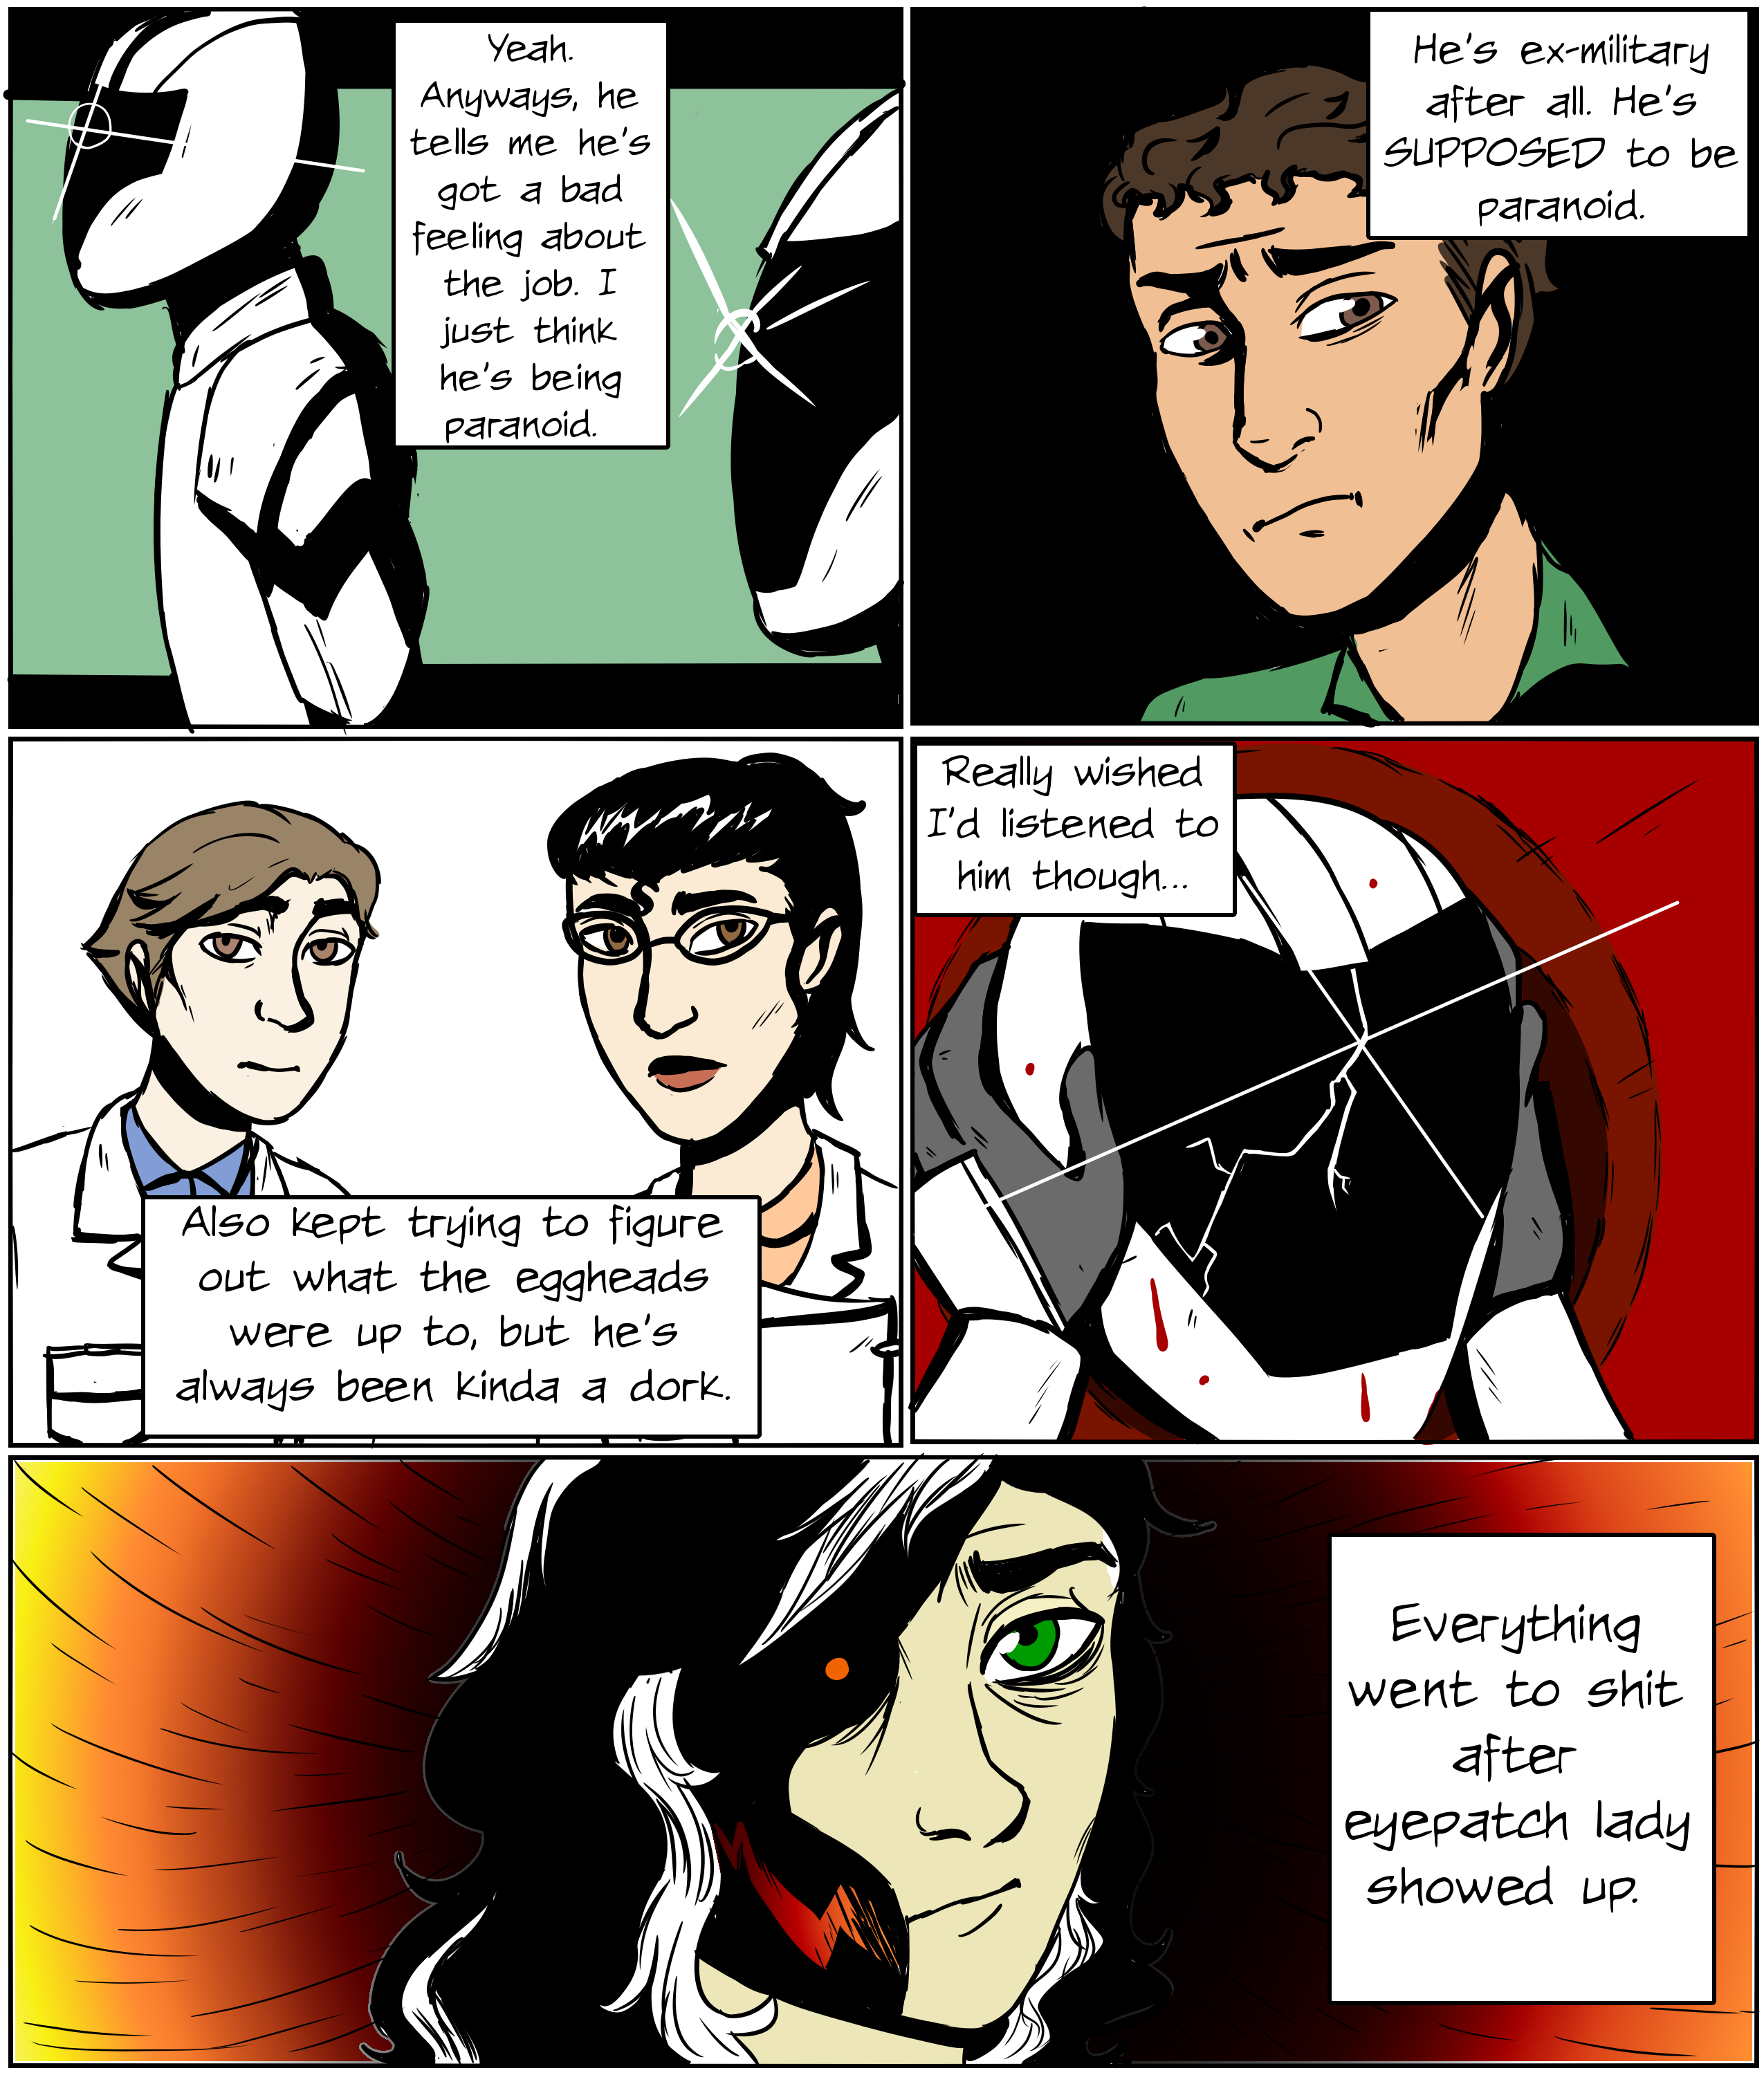 Yeah.
Anyways, he
tells me he's
got a bad
feeling about
the job. I
just think
he's being
paranoid.
He's ex-military
after all. He's
SUPPOSED to be
paranoid.
Also kept trying to figure
out what the eggheads
were up to, but he's
always been kinda a dork.
Really wished
I'd listened to
him though...
Everything
went to shit
after
eyepatch lady
showed up.